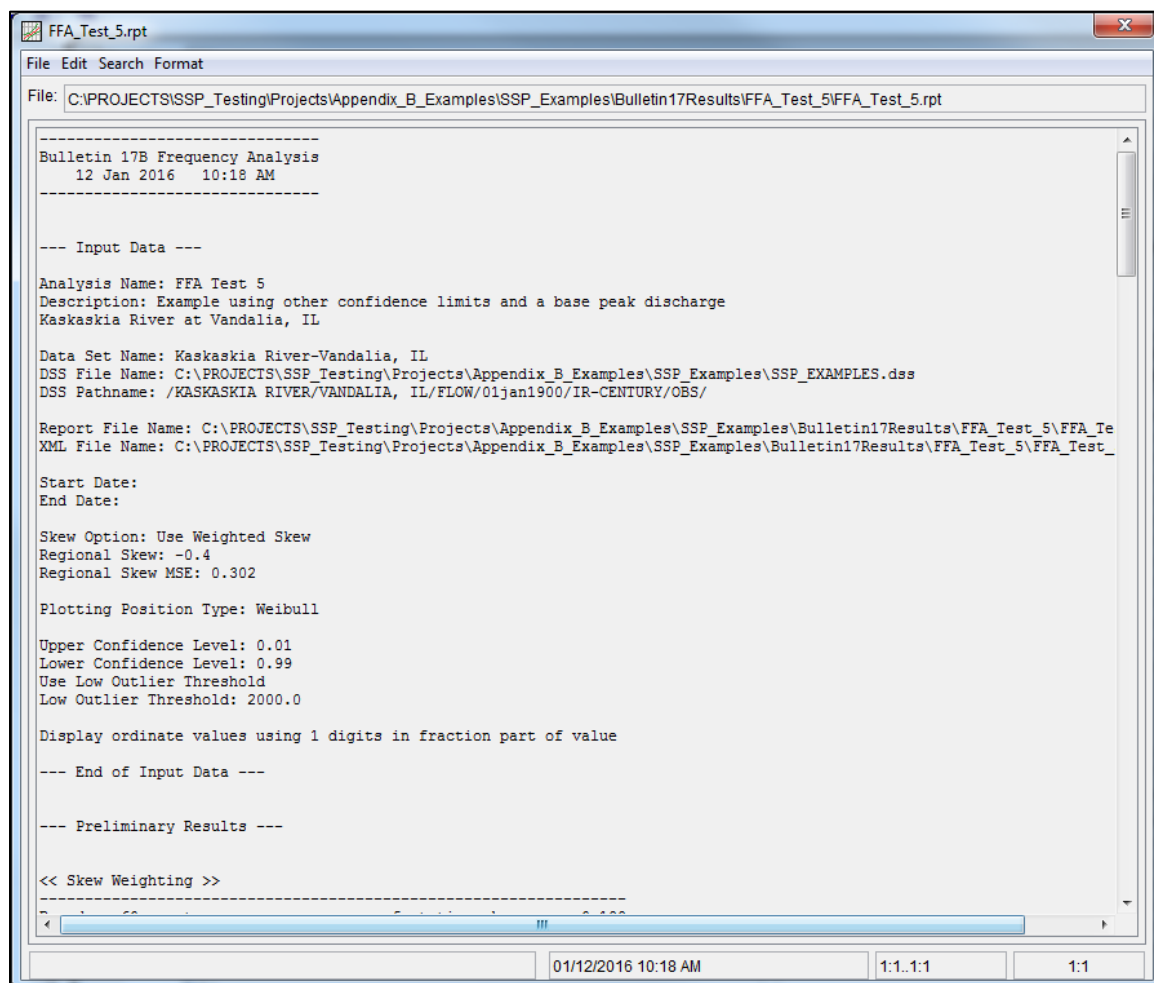 FFA_Test_5.rpt
File Edit Search Format
File: C:\PROJECTS\SSP_Testing\Projects\Appendix_B_Examples\SSP_Examples\Bulletin17Results\FFA_Test_5\FFA_Test_5.rpt
-------------------------------
Bulletin 17B Frequency Analysis
12 Jan 2016 10:18 AM
-------------------------------
--- Input Data ---
Analysis Name: FFA Test 5
Description: Example using other confidence limits and a base peak discharge
Kaskaskia River at Vandalia, IL
Data Set Name: Kaskaskia River-Vandalia, IL
DSS File Name: C:\PROJECTS\SSP_Testing\Projects\Appendix_B_Examples\SSP_Examples\SSP_EXAMPLES.dss
DSS Pathname: /KASKASKIA RIVER/VANDALIA, IL/FLOW/01jan1900/IR-CENTURY/OBS/
Report File Name: C:\PROJECTS\SSP_Testing\Projects\Appendix_B_Examples\SSP_Examples\Bulletin17Results\FFA_Test_5\FFA_Te
XML File Name: C:\PROJECTS\SSP_Testing\Projects\Appendix_B_Examples\SSP_Examples\Bulletin17Results\FFA_Test_5\FFA_Test_
Start Date:
End Date:
Skew Option: Use Weighted Skew
Regional Skew: -0.4
Regional Skew MSE: 0.302
Plotting Position Type: Weibull
Upper Confidence Level: 0.01
Lower Confidence Level: 0.99
Use Low Outlier Threshold
Low Outlier Threshold: 2000.0
Display ordinate values using 1 digits in fraction part of value
--- End of Input Data ---
--- Preliminary Results ---
<< Skew Weighting >>
-----------------------------------------------------------------
01/12/2016 10:18 AM
1:1..1:1
1:1